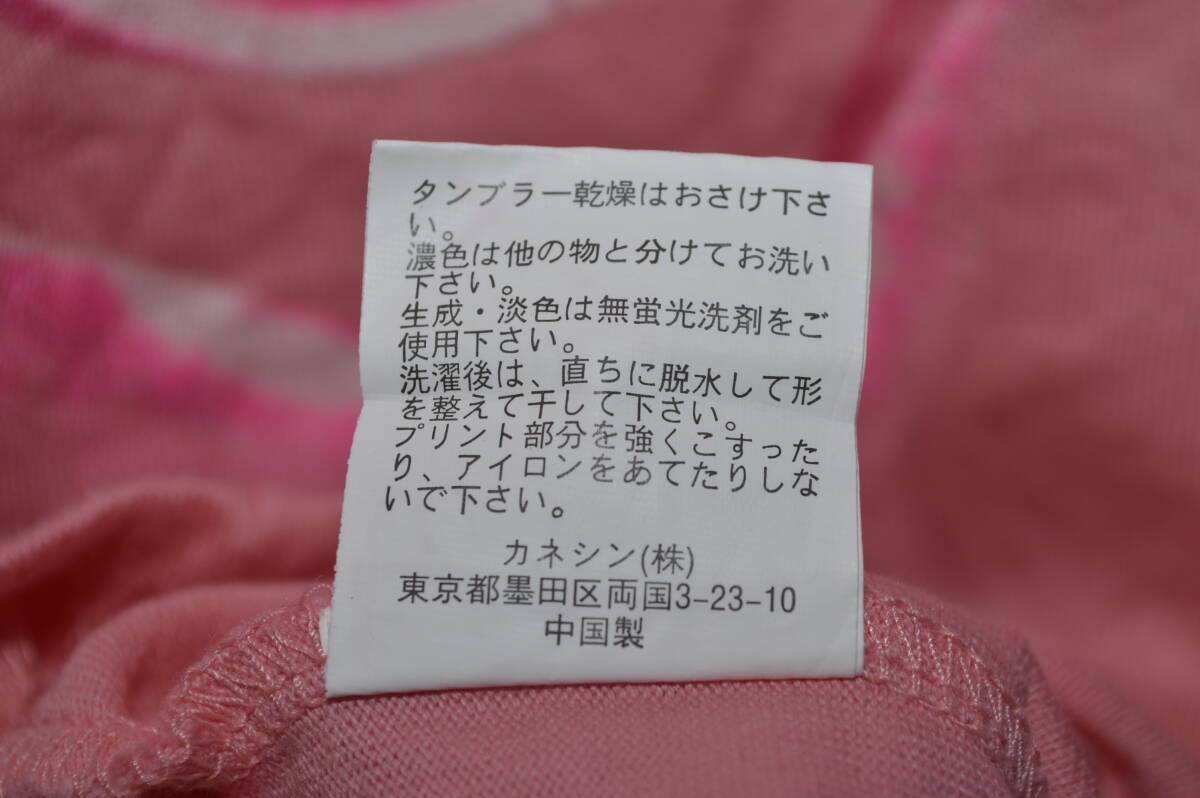 タンブラー乾燥はおさけ下さ
い。
濃色は他の物と分けてお洗い
下さい。
生成・淡色は無蛍光洗剤をご
使用下さい。
洗濯後は、直ちに脱水して形
を整えて干して下さい。
プリント部分を強くこすった
り、アイロンをあてたりしな
いで下さい。
カネシン(株)
東京都墨田区両国3-23-10
中国製